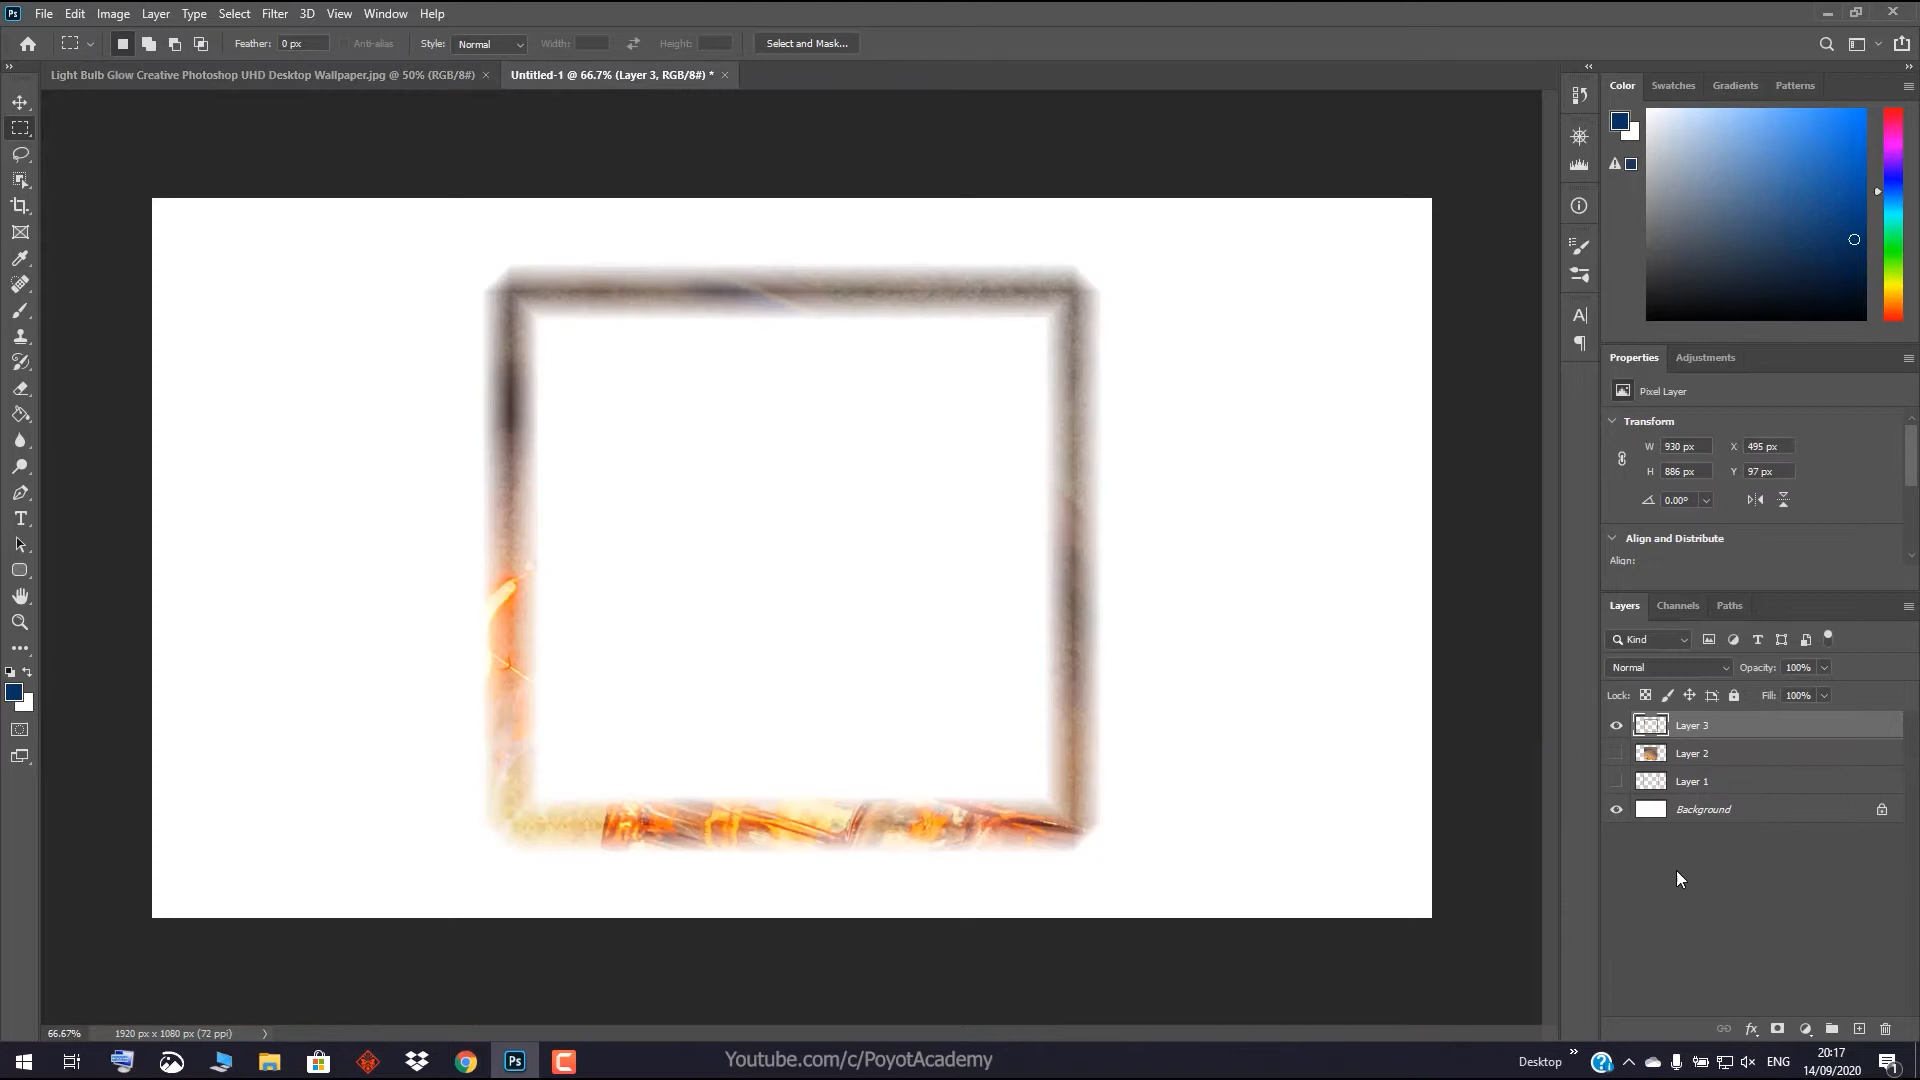 Ps File Edit Image Layer Type Select Filter 3D View Window Help
Feather: 0 px Anti-alias Style: Normal Width: Height: Select and Mask...
Light Bulb Glow Creative Photoshop UHD Desktop Wallpaper.jpg @ 50% (RGB/8#) × Untitled-1 @ 66.7% (Layer 3, RGB/8#) * ×
Color Swatches Gradients Patterns
Properties Adjustments
Pixel Layer
Transform
W 930 px X 495 px
H 886 px Y 97 px
0.00°
Align and Distribute
Align:
Layers Channels Paths
Kind
Normal Opacity: 100%
Lock: Fill: 100%
Layer 3
Layer 2
Layer 1
Background
66.67% 1920 px x 1080 px (72 ppi)
Ps Youtube.com/c/PoyotAcademy Desktop ENG 20:17
14/09/2020